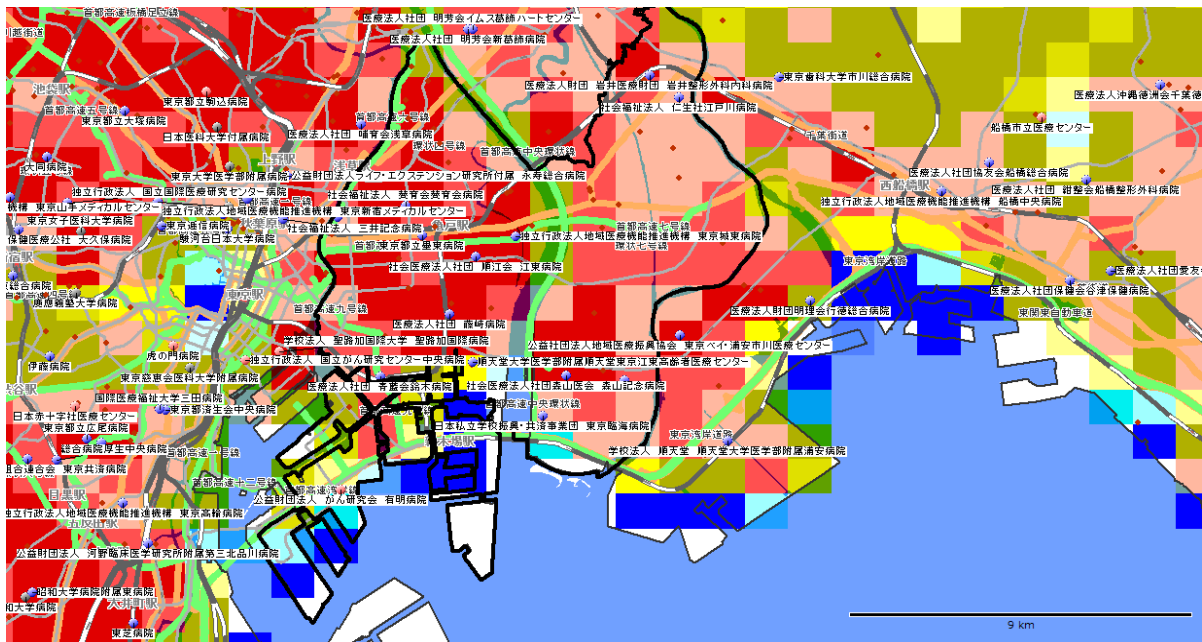 首都高速板橋足立線
医療法人社団 明芳会イムス葛飾ハートセンター
川越街道
医療法人社団 明芳会新葛飾病院
池袋駅
東京都立駒込病院
首都高速五号線
東京都立大塚病院
日本医科大学付属病院
首都高速六号線
医療法人社団 哺育会浅草病院
環状四号線
首都高速中央環状線
医療法人財団 岩井医療財団 岩井整形外科内科病院
社会福祉法人 仁生社江戸川病院
東京歯科大学市川総合病院
千葉街道
船橋市立医療センター
医療法人沖縄徳洲会千葉徳
大同病院
上野駅
東京大学医学部附属病院
公益財団法人ライフ・エクステンション研究所付属 永寿総合病院
独立行政法人 国立国際医療研究センター病院
社会福祉法人 賛育会賛育会病院
機構 東京山手メディカルセンター
独立行政法人地域医療機能推進機構 東京新宿メディカルセンター
東京女子医科大学病院
東京逓信病院
秋葉原駅
社会福祉法人 三井記念病院
保健医療公社 大久保病院
駿河台日本大学病院
東京都立墨東病院
首都高速七号線
独立行政法人地域医療機能推進機構 東京城東病院
環状七号線
社会医療法人社団 順江会 江東病院
医療法人社団協友会船橋総合病院
西船橋駅
医療法人社団 紺整会船橋整形外科病院
独立行政法人地域医療機能推進機構 船橋中央病院
東京湾岸道路
医療法人社団愛友
医療法人社団保健会谷津保健病院
東関東自動車道
慶應義塾大学病院
東京駅
首都高速九号線
医療法人社団 藤崎病院
医療法人財団明理会行徳総合病院
虎の門病院
学校法人 聖路加国際大学 聖路加国際病院
公益社団法人地域医療振興協会 東京ベイ・浦安市川医療センター
伊藤病院
独立行政法人 国立がん研究センター中央病院
順天堂大学医学部附属順天堂東京江東高齢者医療センター
東京慈恵会医科大学附属病院
医療法人社団 斉藤会鈴木病院
社会医療法人社団森山医会 森山記念病院
渋谷駅
国際医療福祉大学三田病院
東京都済生会中央病院
首都高速中央環状線
日本赤十字社医療センター
東京都立広尾病院
日本私立学校振興・共済事業団 東京臨海病院
新木場駅
東京湾岸道路
総合病院厚生中央病院
首都高速一号線
学校法人 順天堂 順天堂大学医学部附属浦安病院
組合連合会 東京共済病院
首都高速十二号線
首都高速湾岸線
目黒駅
公益財団法人 がん研究会 有明病院
独立行政法人地域医療機能推進機構 東京高輪病院
五反田駅
公益財団法人 河野臨床医学研究所附属第三北品川病院
昭和大学病院附属東病院
和大学病院
大井町駅
東芝病院
9 km